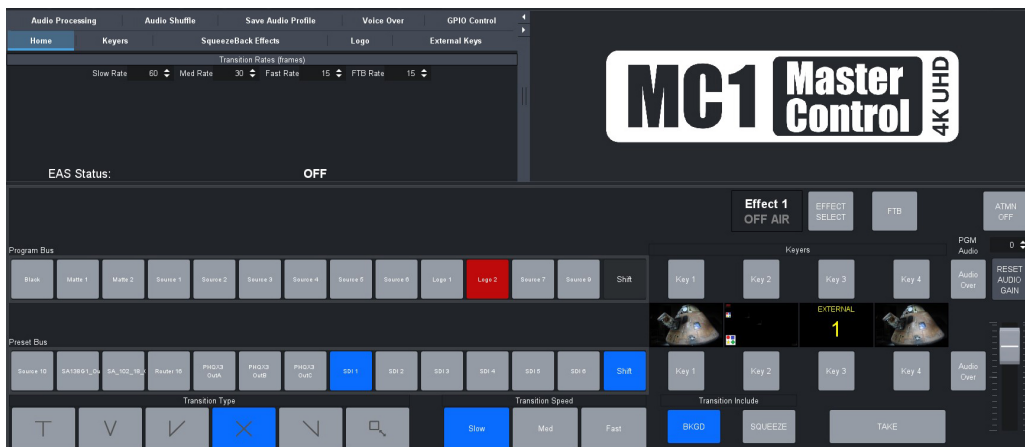 Audio Processing Audio Shuffle Save Audio Profile Voice Over GPIO Control
Home Keyers SqueezeBack Effects Logo External Keys
Transition Rates (frames)
Slow Rate 60 Med Rate 30 Fast Rate 15 FTB Rate 15
EAS Status: OFF
MC1 Master Control 4K UHD
Effect 1
OFF AIR
EFFECT SELECT
FTB
ATMN OFF
Program Bus
Keyers
PGM Audio
0
Blank Matte 1 Matte 2 Source 1 Source 2 Source 3 Source 4 Source 5 Source 6 Logo 1 Logo 2 Source 7 Source 9 Shift
Key 1 Key 2 Key 3 Key 4
Audio Over
RESET AUDIO GAIN
EXTERNAL
1
Preset Bus
Source 10 SA138G1_Ou SA_102_16_ Router 16 PHGX3 OutA PHGX3 OutB PHGX3 OutC SDI 1 SDI 2 SDI 3 SDI 4 SDI 5 SDI 6 Shift
Key 1 Key 2 Key 3 Key 4
Audio Over
Transition Type
Transition Speed
Transition Include
Slow Med Fast
BKGD SQUEEZE
TAKE